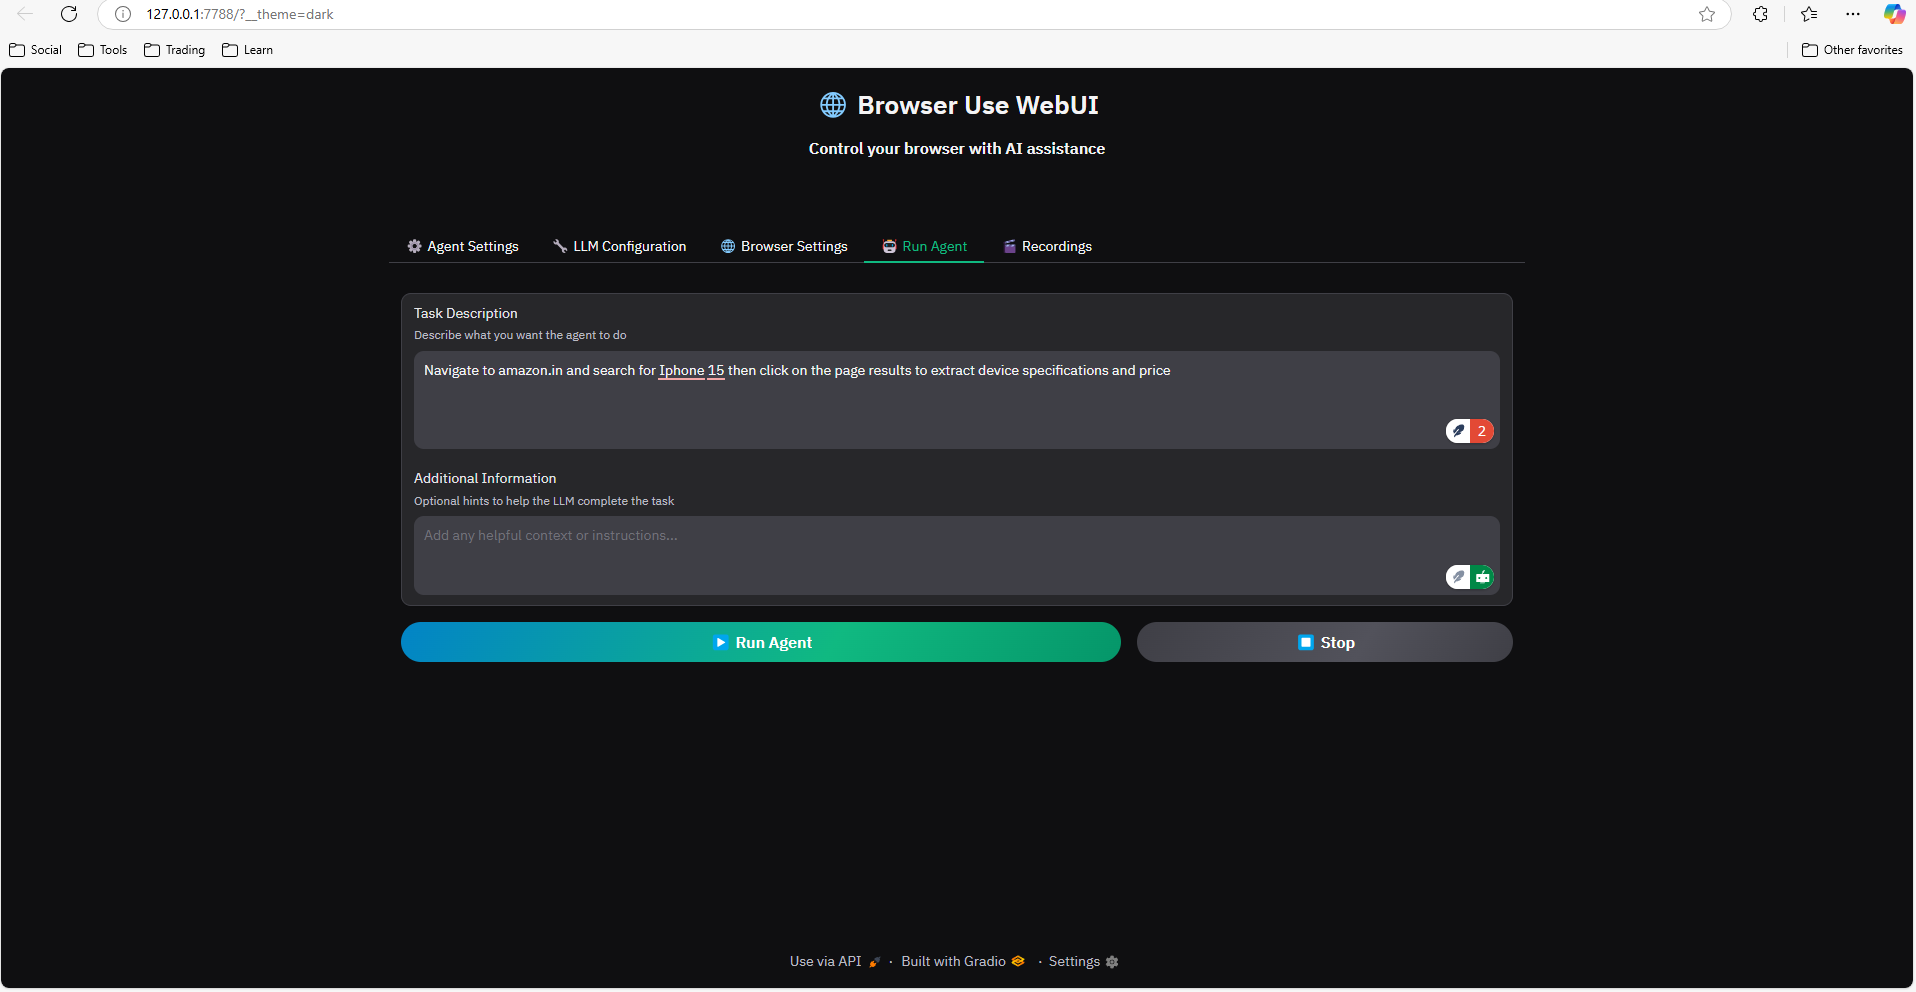 127.0.0.1:7788/?__theme=dark
Social Tools Trading Learn Other favorites
Browser Use WebUI
Control your browser with AI assistance
Agent Settings LLM Configuration Browser Settings Run Agent Recordings
Task Description
Describe what you want the agent to do
Navigate to amazon.in and search for Iphone 15 then click on the page results to extract device specifications and price
2
Additional Information
Optional hints to help the LLM complete the task
Add any helpful context or instructions...
Run Agent Stop
Use via API · Built with Gradio · Settings